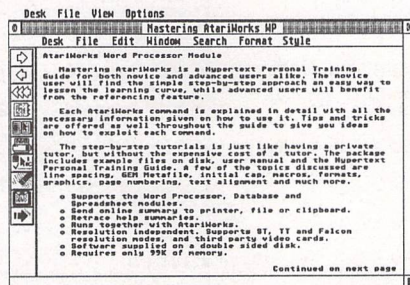 Desk File View Options
Mastering AtariWorks WP
Desk File Edit Window Search Format Style
AtariWorks Word Processor Module
Mastering AtariWorks is a Hypertext Personal Training
Guide for both novice and advanced users alike. The novice
user will find the simple step-by-step approach an easy way to
lessen the learning curve, while advanced users will benefit
from the referencing feature.
Each AtariWorks command is explained in detail with all the
necessary information given on how to use it. Tips and tricks
are offered as well throughout the guide to give you ideas
on how to exploit each command.
The step-by-step tutorials is just like having a private
tutor, but without the expensive cost of a tutor. The package
includes example files on disk, user manual and the Hypertext
Personal Training Guide. A few of the topics discussed are
line spacing, GEM Metafile, initial cap, macros, formats,
graphics, page numbering, text alignment and much more.
o Supports the Word Processor, Database and
Spreadsheet modules.
o Send online summary to printer, file or clipboard.
o Retrace help summaries.
o Runs together with AtariWorks.
o Resolution independent. Supports ST, TT and Falcon
resolution modes, and third party video cards.
o Software supplied on a double sided disk.
o Requires only 99K of memory.
Continued on next page